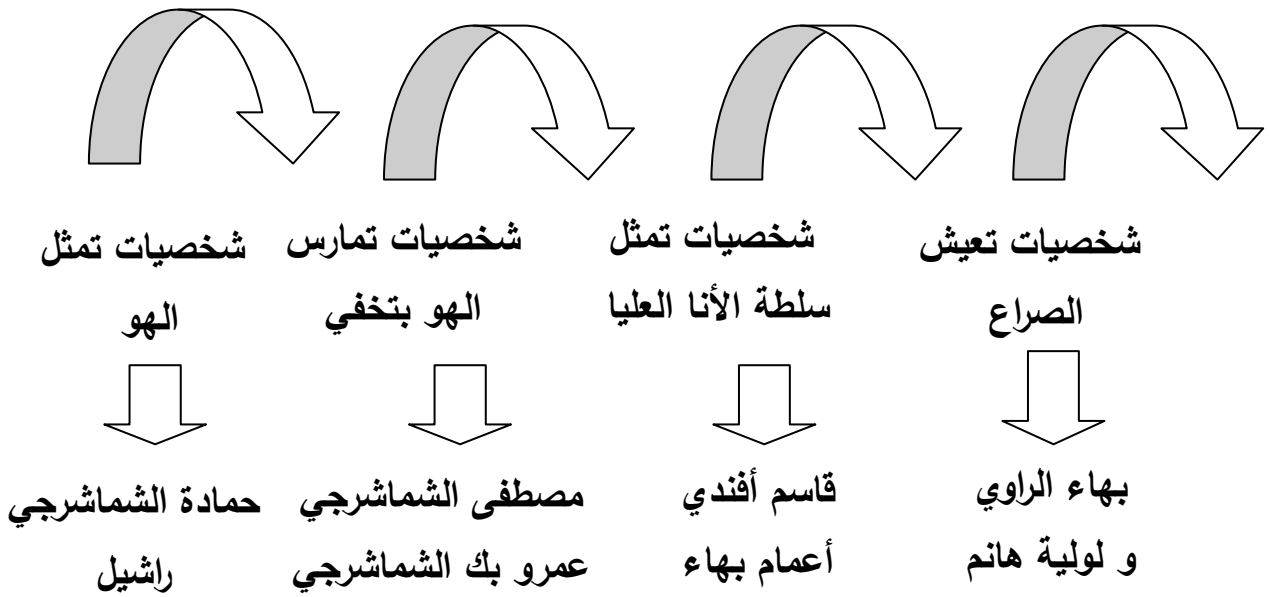 شخصيات تعيش
الصراع
شخصيات تمثل
سلطة الأنا العليا
شخصيات تمارس
الهو بتخفي
شخصيات تمثل
الهو
بهاء الراوي
و لولية هانم
قاسم أفندي
أعمام بهاء
مصطفى الشماشرجي
عمرو بك الشماشرجي
حمادة الشماشرجي
راشيل